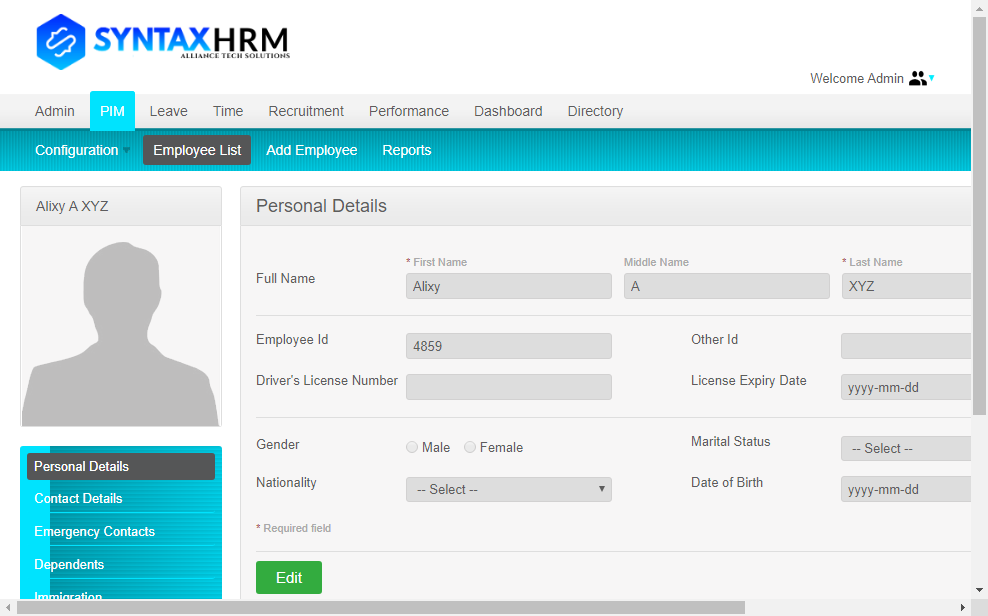 SYNTAXHRM
ALLIANCE TECH SOLUTIONS
Welcome Admin
Admin PIM Leave Time Recruitment Performance Dashboard Directory
Configuration Employee List Add Employee Reports
Alixy A XYZ
Personal Details
Contact Details
Emergency Contacts
Dependents
Immigration
Personal Details
* First Name Middle Name * Last Name
Full Name Alixy A XYZ
Employee Id 4859 Other Id
Driver's License Number License Expiry Date yyyy-mm-dd
Gender Male Female Marital Status -- Select --
Nationality -- Select -- Date of Birth yyyy-mm-dd
* Required field
Edit